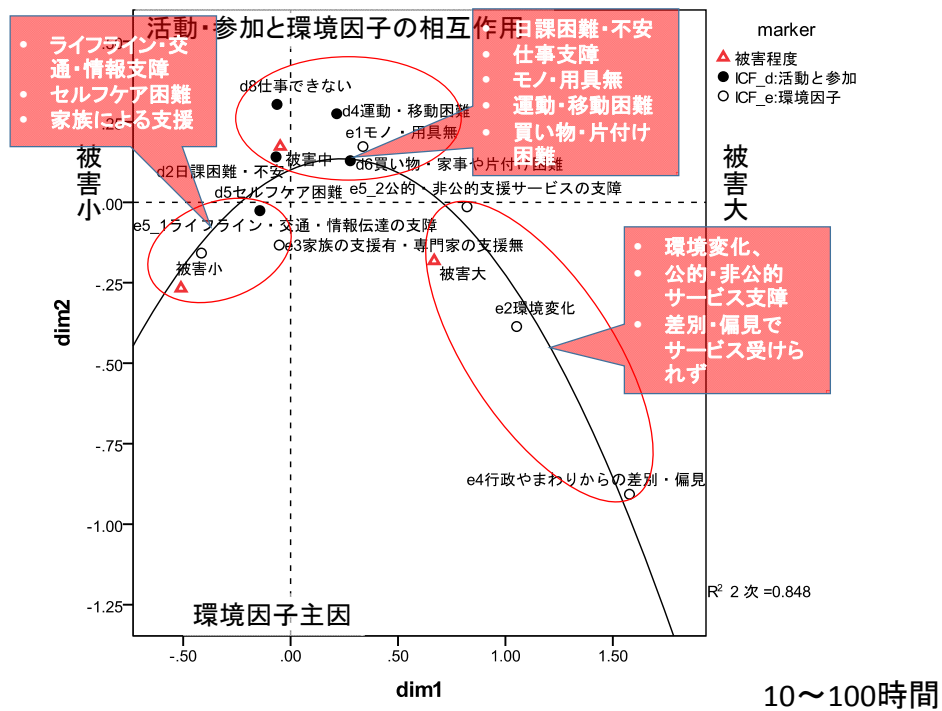 活動・参加と環境因子の相互作用
• ライフライン・交
通・情報支障
• セルフケア困難
• 家族による支援
• 日課困難・不安
• 仕事支障
• モノ・用具無
• 運動・移動困難
• 買い物・片付け
困難
marker
被害程度
ICF_d:活動と参加
ICF_e:環境因子
被害小
被害大
d8仕事できない
d4運動・移動困難
e1モノ・用具無
被害中
d6買い物・家事や片付け困難
d2日課困難・不安
d5セルフケア困難
e5_2公的・非公的支援サービスの支障
e5_1ライフライン・交通・情報伝達の支障
e3家族の支援有・専門家の支援無
被害小
被害大
e2環境変化
• 環境変化、
• 公的・非公的
サービス支障
• 差別・偏見で
サービス受けら
れず
e4行政やまわりからの差別・偏見
R² 2 次 =0.848
環境因子主因
.00
-.25
-.50
-.75
-1.00
-1.25
dim2
-.50
.00
.50
1.00
1.50
dim1
10～100時間